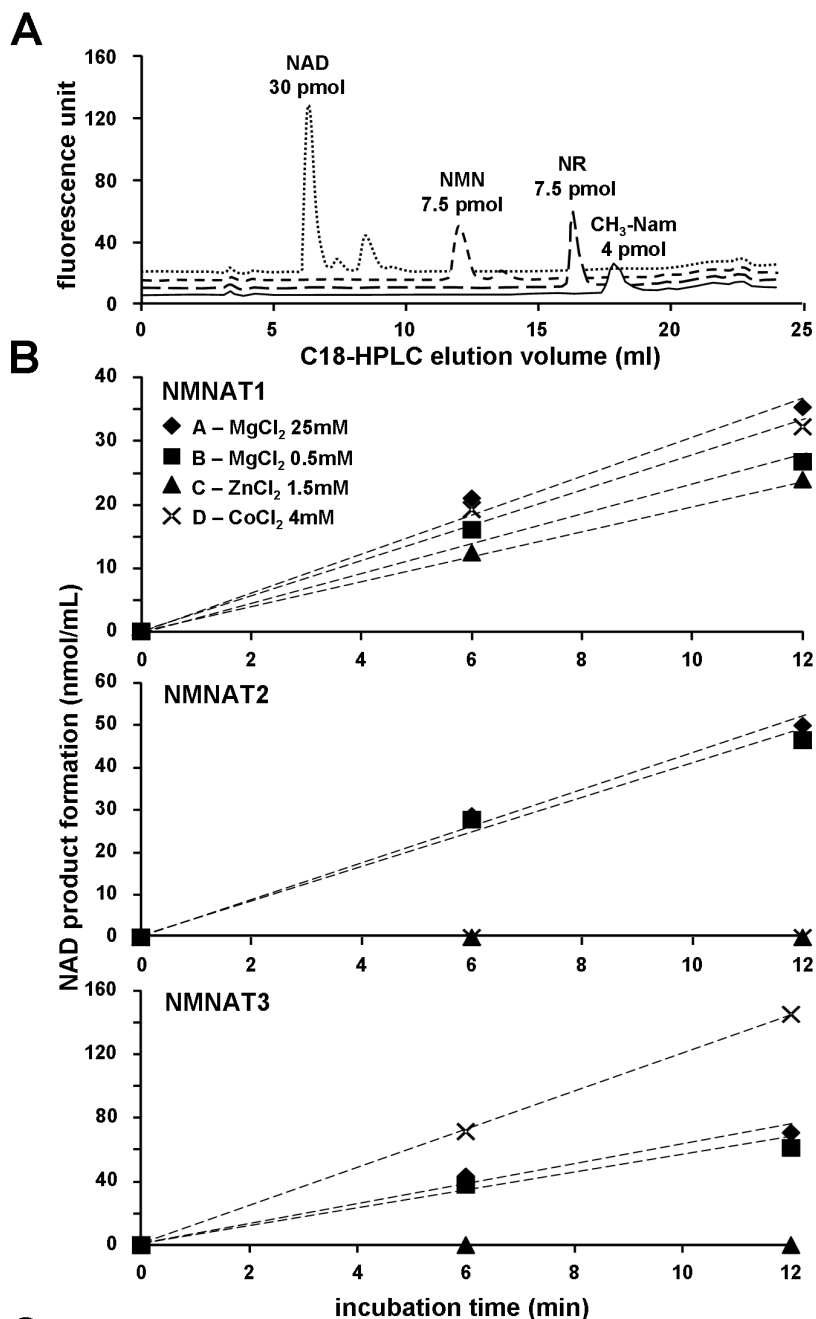 A
160
120
80
40
0
fluorescence unit
NAD
30 pmol
NMN
7.5 pmol
NR
7.5 pmol
CH₃-Nam
4 pmol
0 5 10 15 20 25
C18-HPLC elution volume (ml)
B
NAD product formation (nmol/mL)
40
30
20
10
0
NMNAT1
A – MgCl₂ 25mM
B – MgCl₂ 0.5mM
C – ZnCl₂ 1.5mM
D – CoCl₂ 4mM
0 2 4 6 8 10 12
60
50
40
30
20
10
0
NMNAT2
0 2 4 6 8 10 12
160
120
80
40
0
NMNAT3
0 2 4 6 8 10 12
incubation time (min)